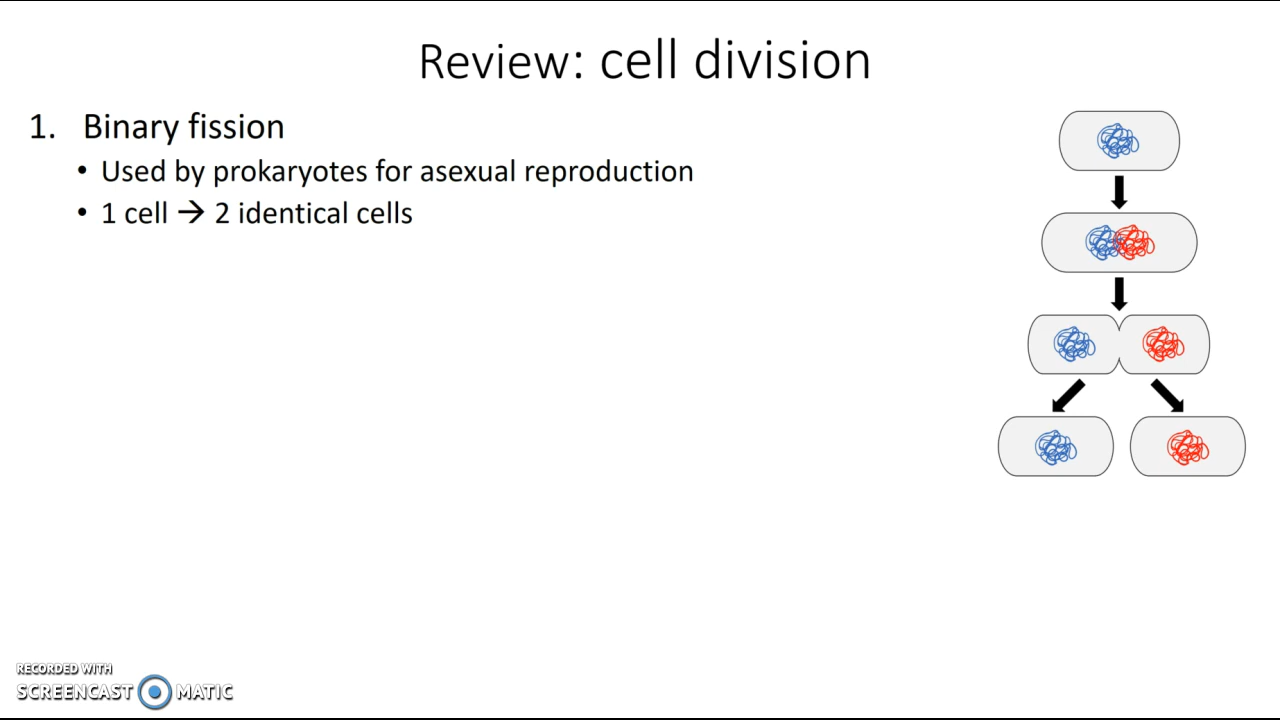 Review: cell division
1. Binary fission
• Used by prokaryotes for asexual reproduction
• 1 cell → 2 identical cells
RECORDED WITH
SCREENCAST MATIC